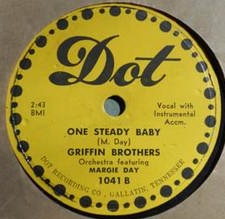 Dot
2:43
BMI
Vocal with
Instrumental
Accm.
ONE STEADY BABY
(M. Day)
GRIFFIN BROTHERS
Orchestra featuring
MARGIE DAY
1041 B
DOT RECORDING CO., GALLATIN, TENNESSEE